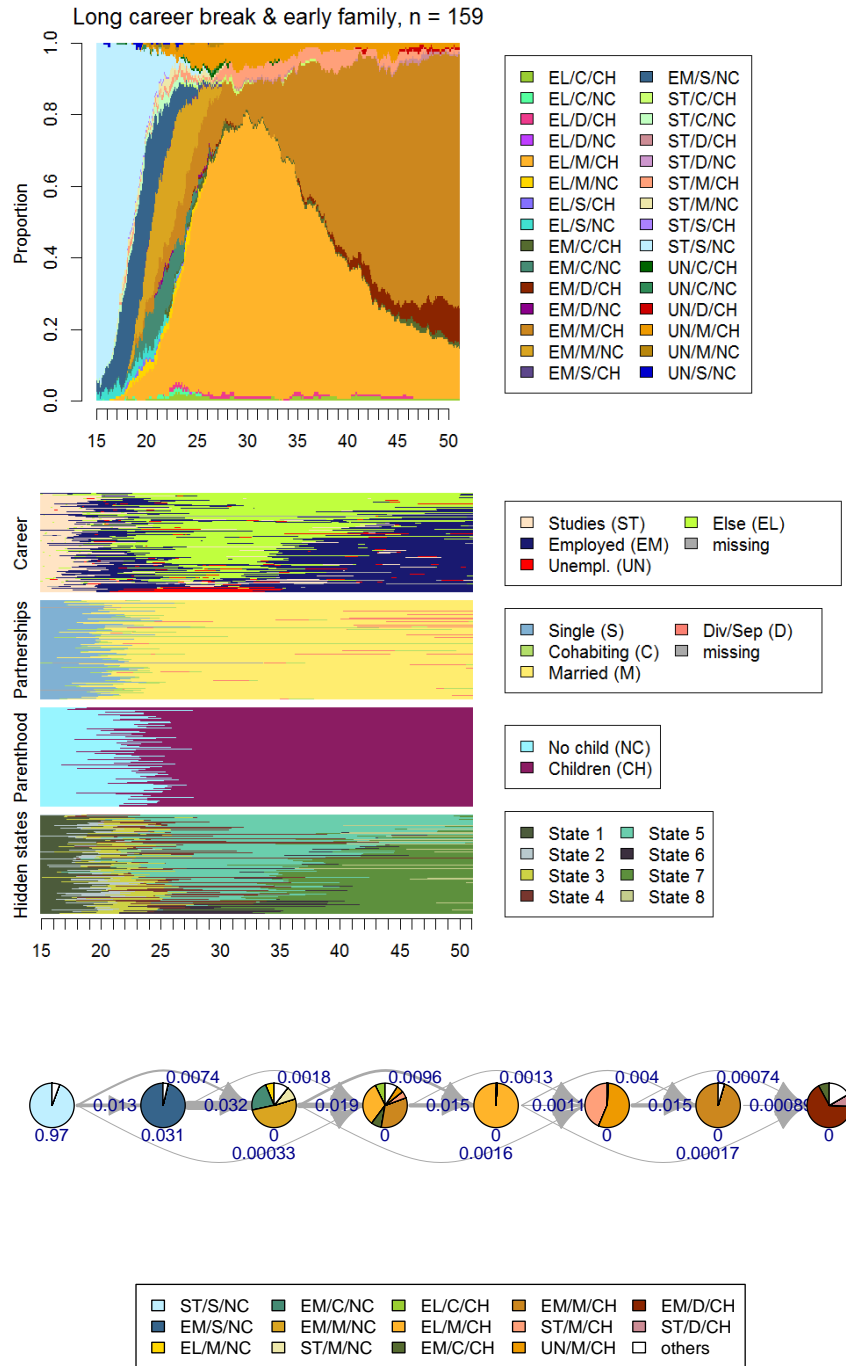 Long career break & early family, n = 159
Proportion
0.0 0.2 0.4 0.6 0.8 1.0
15 20 25 30 35 40 45 50
EL/C/CH EM/S/NC
EL/C/NC ST/C/CH
EL/D/CH ST/C/NC
EL/D/NC ST/D/CH
EL/M/CH ST/D/NC
EL/M/NC ST/M/CH
EL/S/CH ST/M/NC
EL/S/NC ST/S/CH
EM/C/CH ST/S/NC
EM/C/NC UN/C/CH
EM/D/CH UN/C/NC
EM/D/NC UN/D/CH
EM/M/CH UN/M/CH
EM/M/NC UN/M/NC
EM/S/CH UN/S/NC
Career
Studies (ST) Else (EL)
Employed (EM) missing
Unempl. (UN)
Partnerships
Single (S) Div/Sep (D)
Cohabiting (C) missing
Married (M)
Parenthood
No child (NC)
Children (CH)
Hidden states
State 1 State 5
State 2 State 6
State 3 State 7
State 4 State 8
15 20 25 30 35 40 45 50
0.0074 0.0018 0.0096 0.0013 0.004 0.00074
0.013 0.032 0.019 0.015 0.0011 0.015 0.00089
0.97 0.031 0 0 0 0 0 0
0.00033 0.0016 0.00017
ST/S/NC EM/C/NC EL/C/CH EM/M/CH EM/D/CH
EM/S/NC EM/M/NC EL/M/CH ST/M/CH ST/D/CH
EL/M/NC ST/M/NC EM/C/CH UN/M/CH others